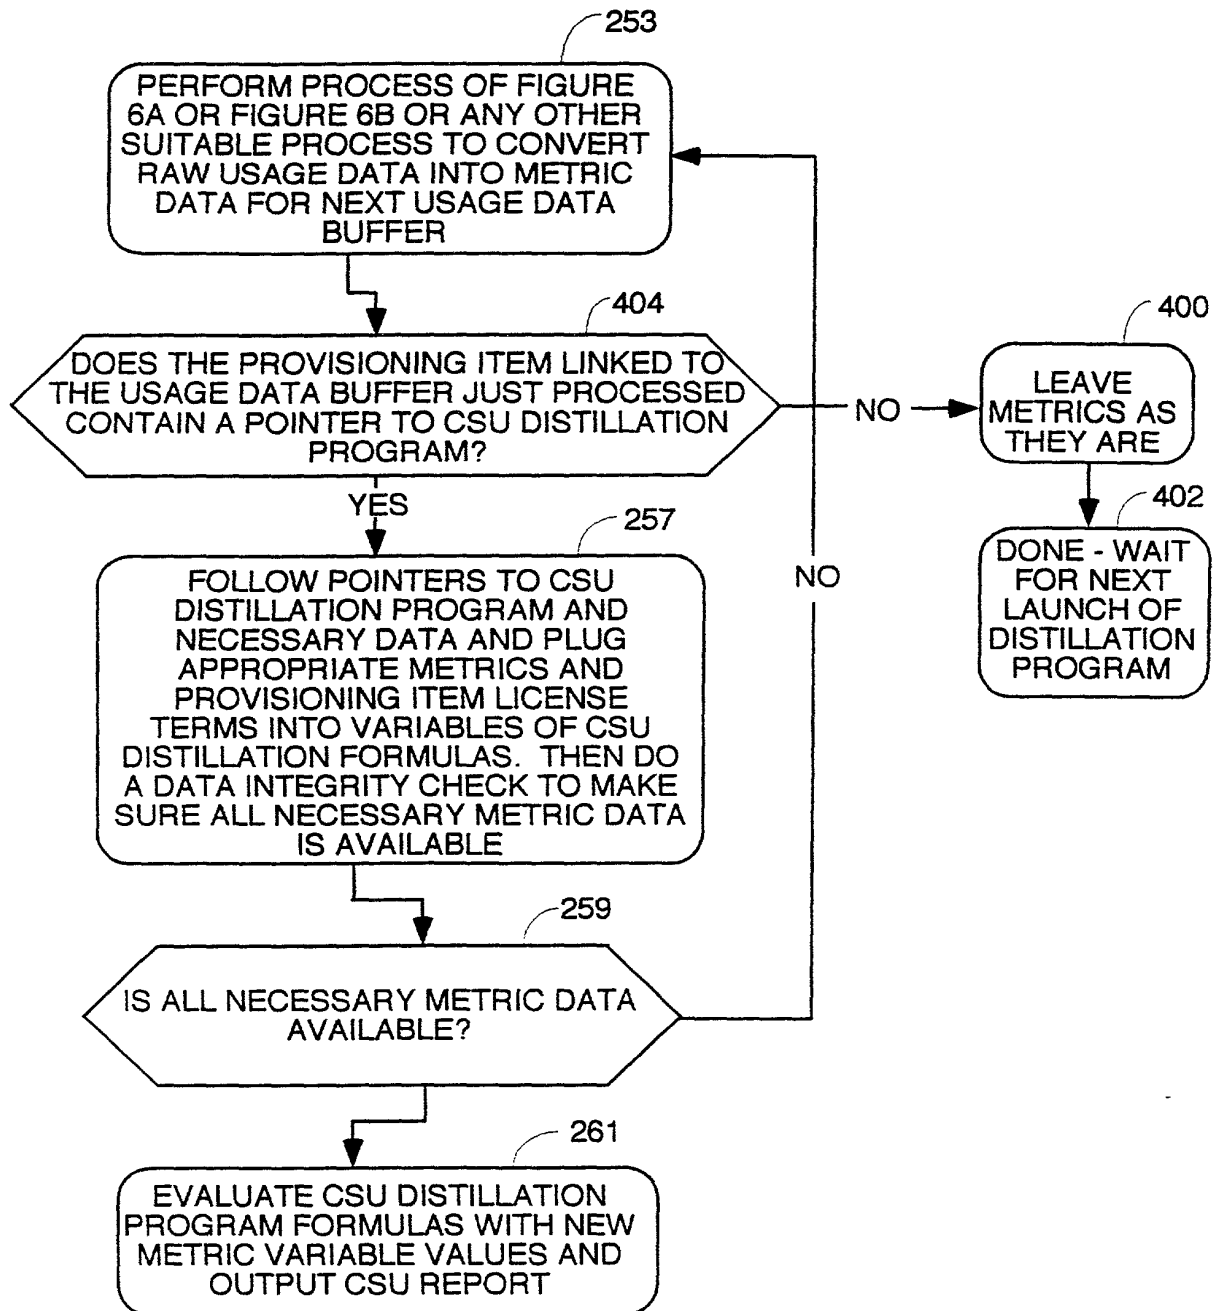 253
PERFORM PROCESS OF FIGURE
6A OR FIGURE 6B OR ANY OTHER
SUITABLE PROCESS TO CONVERT
RAW USAGE DATA INTO METRIC
DATA FOR NEXT USAGE DATA
BUFFER
404
DOES THE PROVISIONING ITEM LINKED TO
THE USAGE DATA BUFFER JUST PROCESSED
CONTAIN A POINTER TO CSU DISTILLATION
PROGRAM?
NO
400
LEAVE
METRICS AS
THEY ARE
402
DONE - WAIT
FOR NEXT
LAUNCH OF
DISTILLATION
PROGRAM
YES
257
FOLLOW POINTERS TO CSU
DISTILLATION PROGRAM AND
NECESSARY DATA AND PLUG
APPROPRIATE METRICS AND
PROVISIONING ITEM LICENSE
TERMS INTO VARIABLES OF CSU
DISTILLATION FORMULAS. THEN DO
A DATA INTEGRITY CHECK TO MAKE
SURE ALL NECESSARY METRIC DATA
IS AVAILABLE
NO
259
IS ALL NECESSARY METRIC DATA
AVAILABLE?
261
EVALUATE CSU DISTILLATION
PROGRAM FORMULAS WITH NEW
METRIC VARIABLE VALUES AND
OUTPUT CSU REPORT